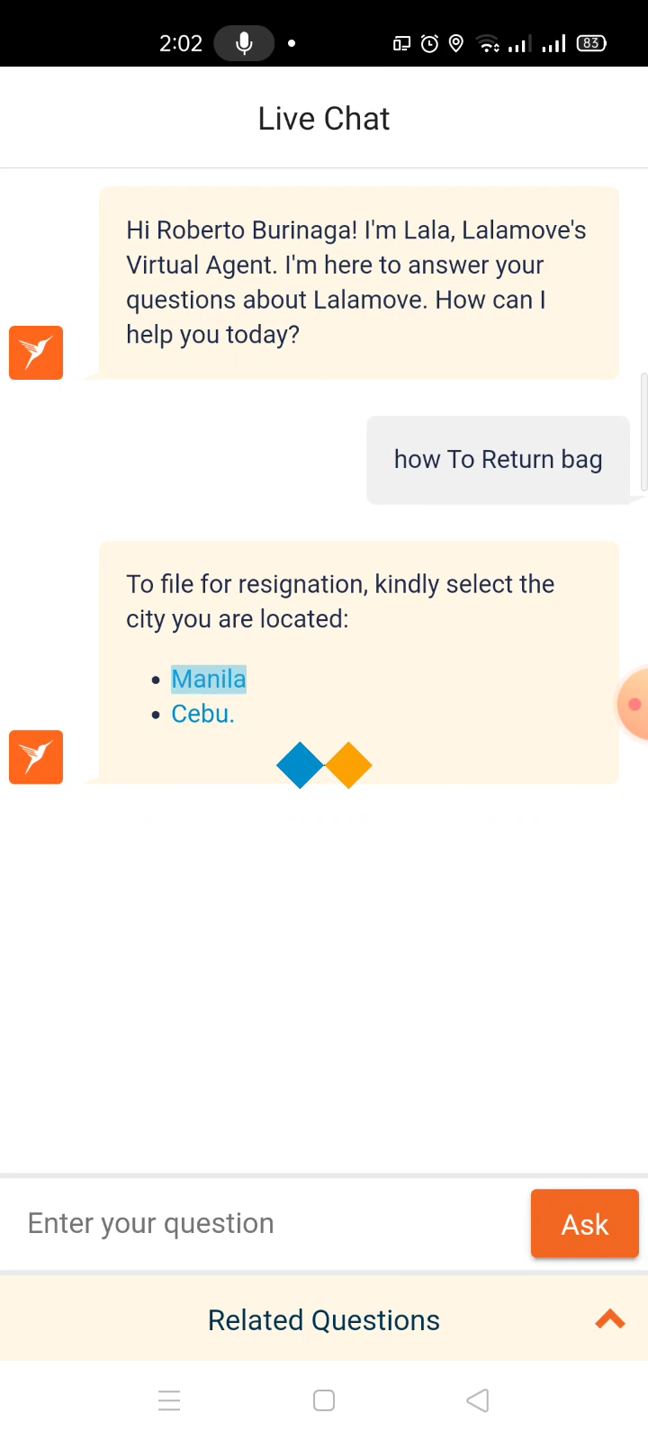 2:02
83
Live Chat
Hi Roberto Burinaga! I'm Lala, Lalamove's
Virtual Agent. I'm here to answer your
questions about Lalamove. How can I
help you today?
how To Return bag
To file for resignation, kindly select the
city you are located:
• Manila
• Cebu.
Enter your question
Ask
Related Questions